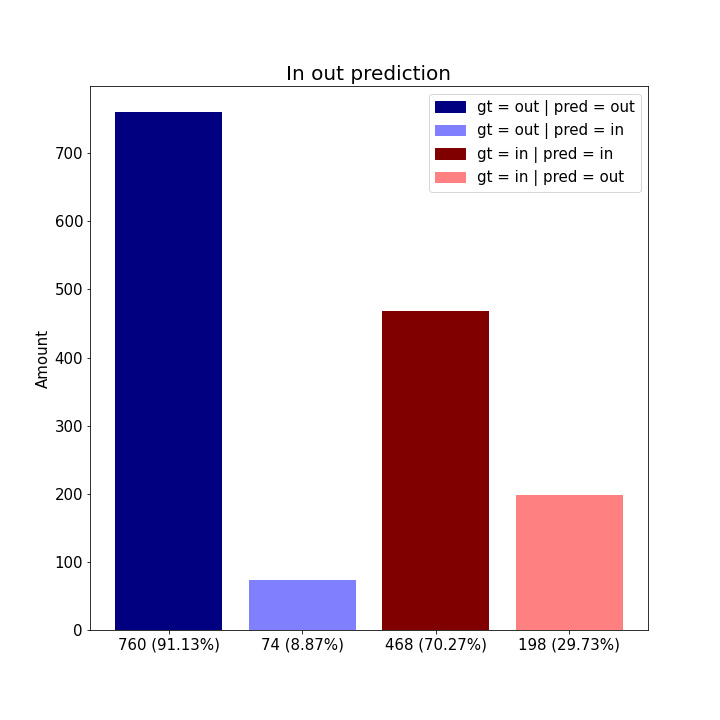 In out prediction
gt = out | pred = out
gt = out | pred = in
gt = in | pred = in
gt = in | pred = out
Amount
700
600
500
400
300
200
100
0
760 (91.13%) 74 (8.87%) 468 (70.27%) 198 (29.73%)